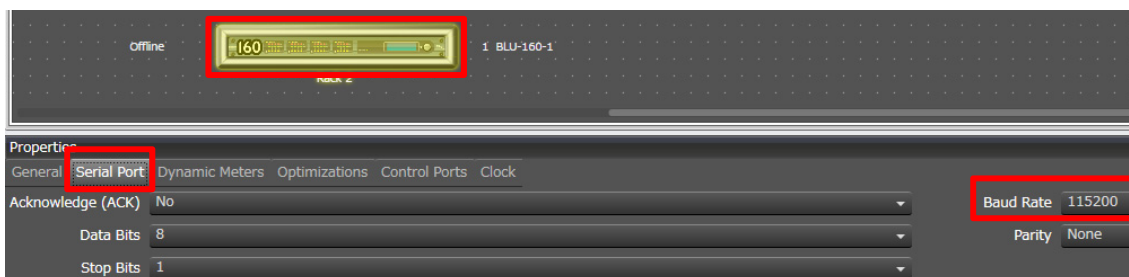 Offline 160 1 BLU-160-1
Rack 2
Properties
General Serial Port Dynamic Meters Optimizations Control Ports Clock
Acknowledge (ACK) No Baud Rate 115200
Data Bits 8 Parity None
Stop Bits 1